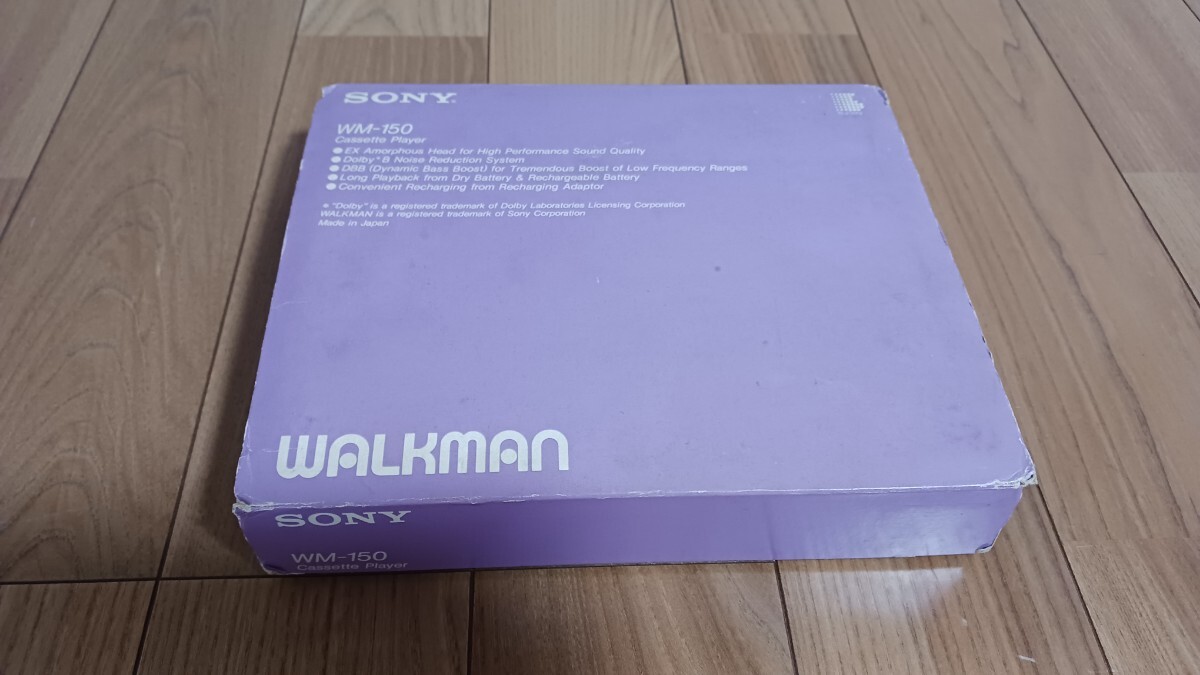 SONY
WM-150
Cassette Player
● EX Amorphous Head for High Performance Sound Quality
● Dolby* B Noise Reduction System
● DBB (Dynamic Bass Boost) for Tremendous Boost of Low Frequency Ranges
● Long Playback from Dry Battery & Rechargeable Battery
● Convenient Recharging from Recharging Adaptor
* "Dolby" is a registered trademark of Dolby Laboratories Licensing Corporation
WALKMAN is a registered trademark of Sony Corporation
Made in Japan
WALKMAN
SONY
WM-150
Cassette Player